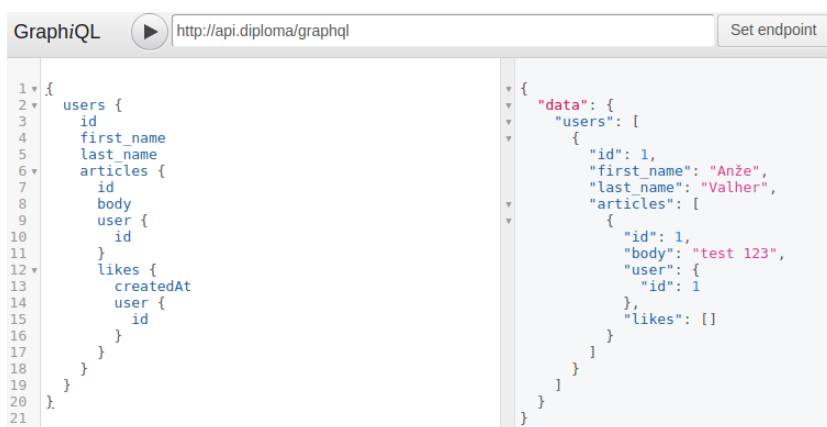 GraphiQL
http://api.diploma/graphql
Set endpoint
1 {
2 users {
3 id
4 first_name
5 last_name
6 articles {
7 id
8 body
9 user {
10 id
11 }
12 likes {
13 createdAt
14 user {
15 id
16 }
17 }
18 }
19 }
20 }
21
{
"data": {
"users": [
{
"id": 1,
"first_name": "Anže",
"last_name": "Valher",
"articles": [
{
"id": 1,
"body": "test 123",
"user": {
"id": 1
},
"likes": []
}
]
}
]
}
}